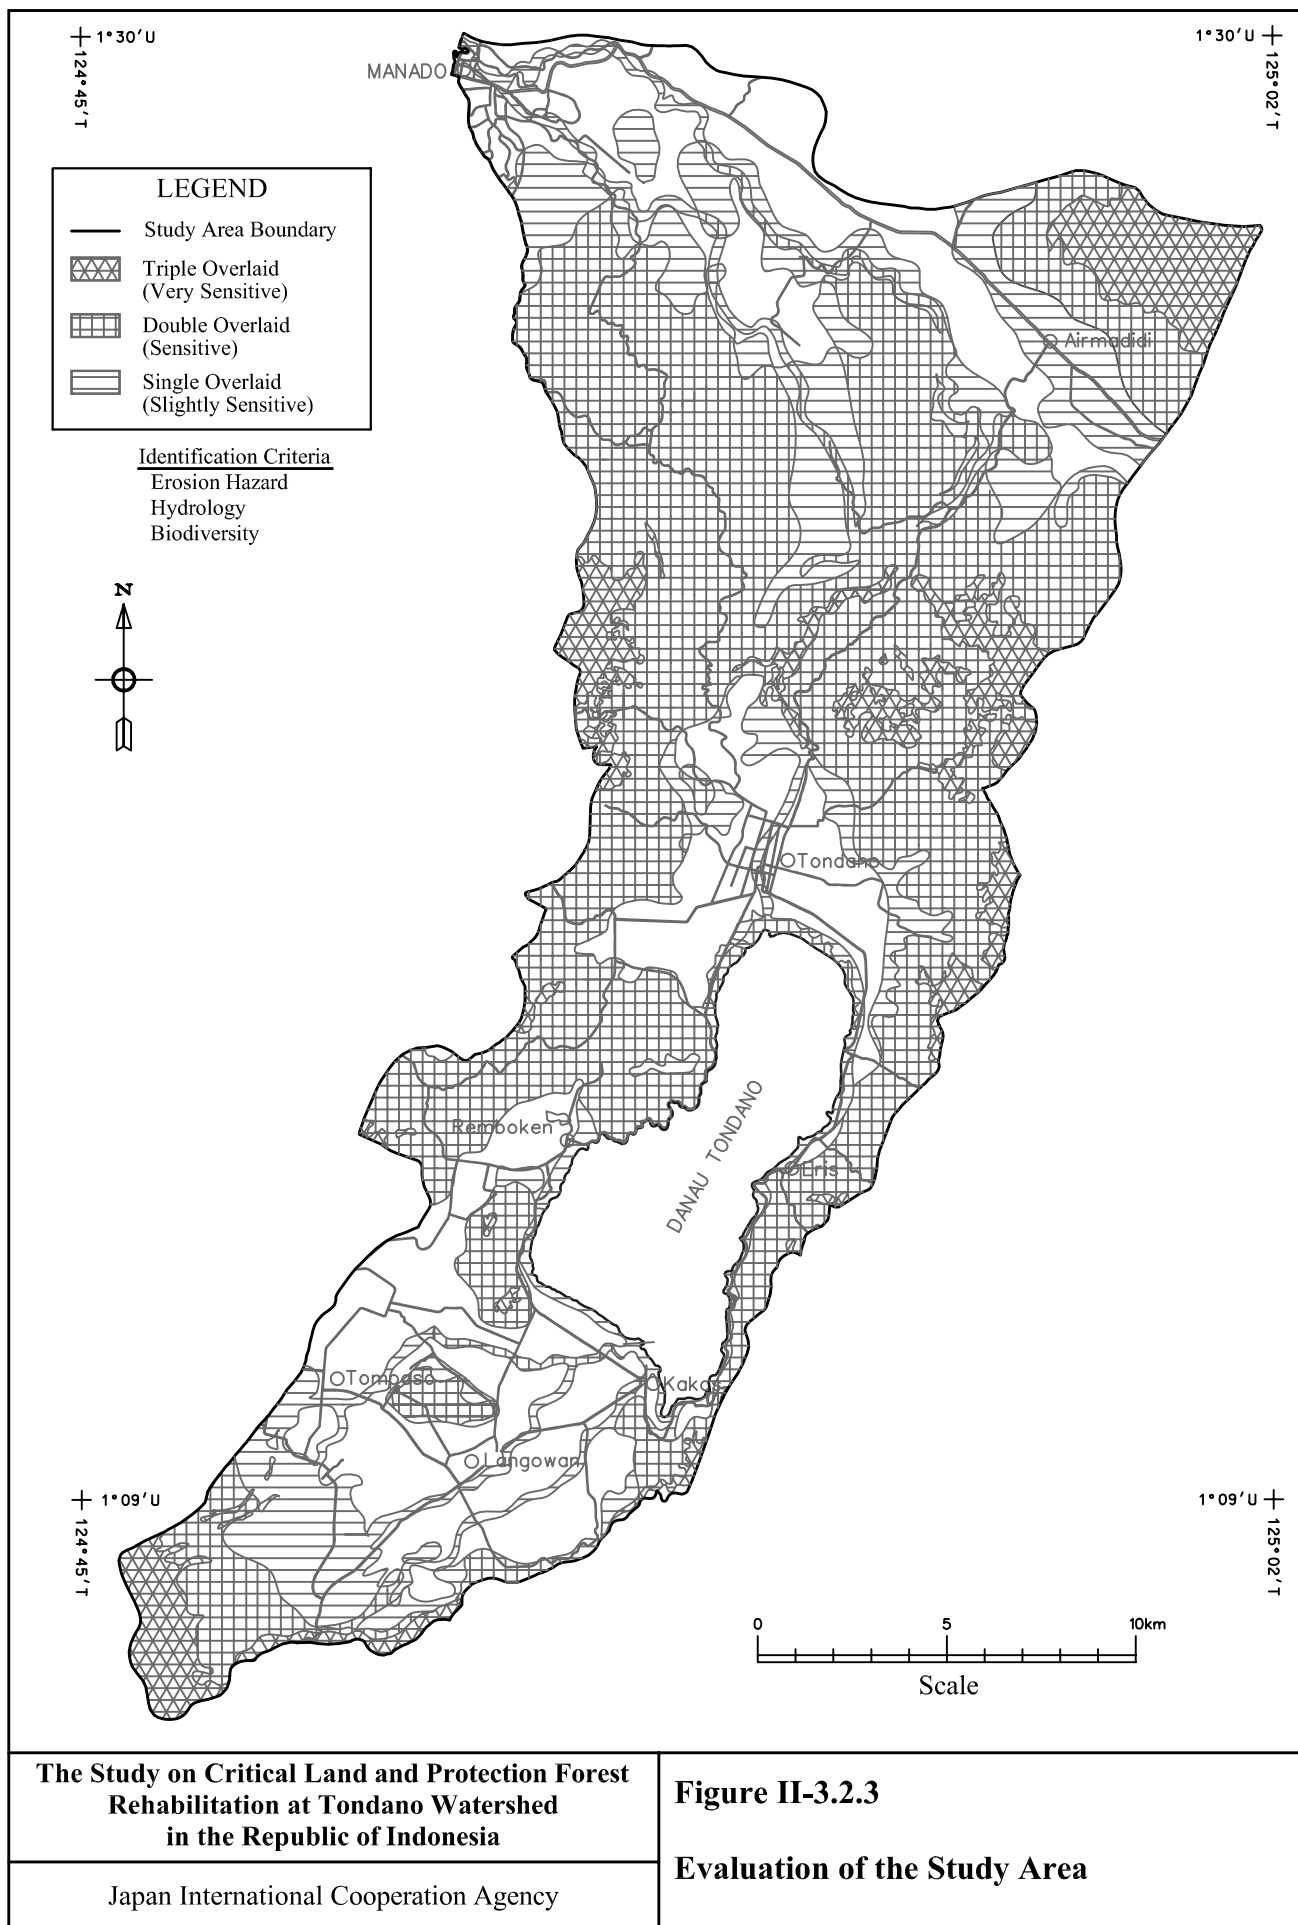 1°30'U
1°30'U
124°45'T
125°02'T
MANADO
LEGEND
Study Area Boundary
Triple Overlaid
(Very Sensitive)
Double Overlaid
(Sensitive)
Single Overlaid
(Slightly Sensitive)
Identification Criteria
Erosion Hazard
Hydrology
Biodiversity
N
Airmadidi
Tondano
Remboken
DANAU TONDANO
Eris
Tompaso
Kakas
Langowan
1°09'U
1°09'U
124°45'T
125°02'T
0 5 10km
Scale
The Study on Critical Land and Protection Forest
Rehabilitation at Tondano Watershed
in the Republic of Indonesia
Japan International Cooperation Agency
Figure II-3.2.3
Evaluation of the Study Area